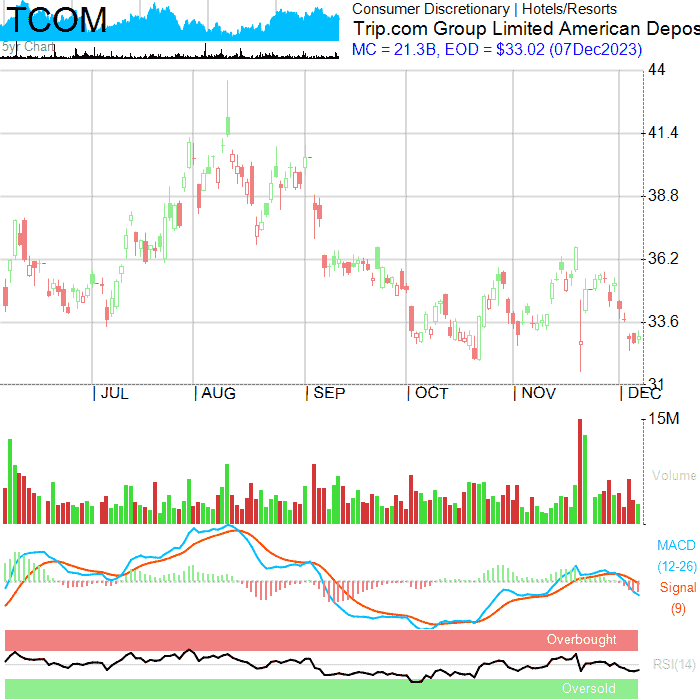 TCOM
5yr Chart
Consumer Discretionary | Hotels/Resorts
Trip.com Group Limited American Depos
MC = 21.3B, EOD = $33.02 (07Dec2023)
44
41.4
38.8
36.2
33.6
31
JUL AUG SEP OCT NOV DEC
15M
Volume
MACD
(12-26)
Signal
(9)
Overbought
RSI(14)
Oversold